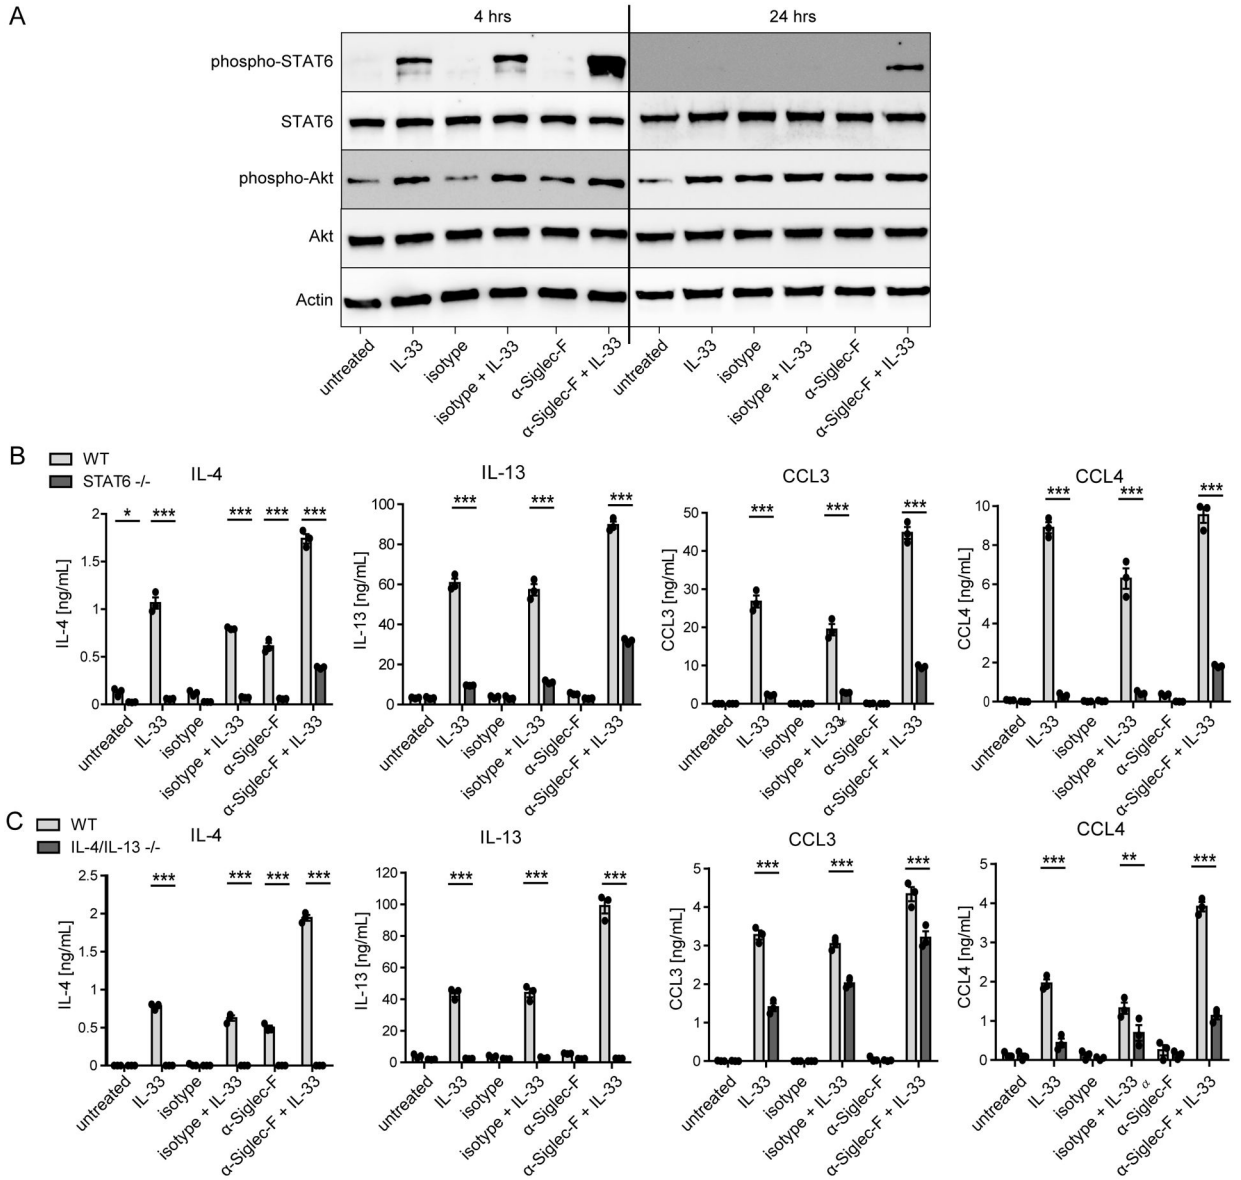 A
4 hrs
24 hrs
phospho-STAT6
STAT6
phospho-Akt
Akt
Actin
untreated
IL-33
isotype
isotype + IL-33
α-Siglec-F
α-Siglec-F + IL-33
untreated
IL-33
isotype
isotype + IL-33
α-Siglec-F
α-Siglec-F + IL-33
B
WT
STAT6 -/-
IL-4
IL-4 [ng/mL]
2
1.5
1
0.5
0
* *** *** *** ***
untreated
IL-33
isotype
isotype + IL-33
α-Siglec-F
α-Siglec-F + IL-33
IL-13
IL-13 [ng/mL]
100
80
60
40
20
0
*** *** ***
untreated
IL-33
isotype
isotype + IL-33
α-Siglec-F
α-Siglec-F + IL-33
CCL3
CCL3 [ng/mL]
50
40
30
20
10
0
*** *** ***
untreated
IL-33
isotype
isotype + IL-33
α-Siglec-F
α-Siglec-F + IL-33
CCL4
CCL4 [ng/mL]
10
8
6
4
2
0
*** *** ***
untreated
IL-33
isotype
isotype + IL-33
α-Siglec-F
α-Siglec-F + IL-33
C
WT
IL-4/IL-13 -/-
IL-4
IL-4 [ng/mL]
2.5
2
1.5
1
0.5
0
*** *** *** ***
untreated
IL-33
isotype
isotype + IL-33
α-Siglec-F
α-Siglec-F + IL-33
IL-13
IL-13 [ng/mL]
120
100
80
60
40
20
0
*** *** ***
untreated
IL-33
isotype
isotype + IL-33
α-Siglec-F
α-Siglec-F + IL-33
CCL3
CCL3 [ng/mL]
5
4
3
2
1
0
*** *** ***
untreated
IL-33
isotype
isotype + IL-33
α-Siglec-F
α-Siglec-F + IL-33
CCL4
CCL4 [ng/mL]
5
4
3
2
1
0
*** ** ***
untreated
IL-33
isotype
isotype + IL-33
α
α-Siglec-F
α-Siglec-F + IL-33